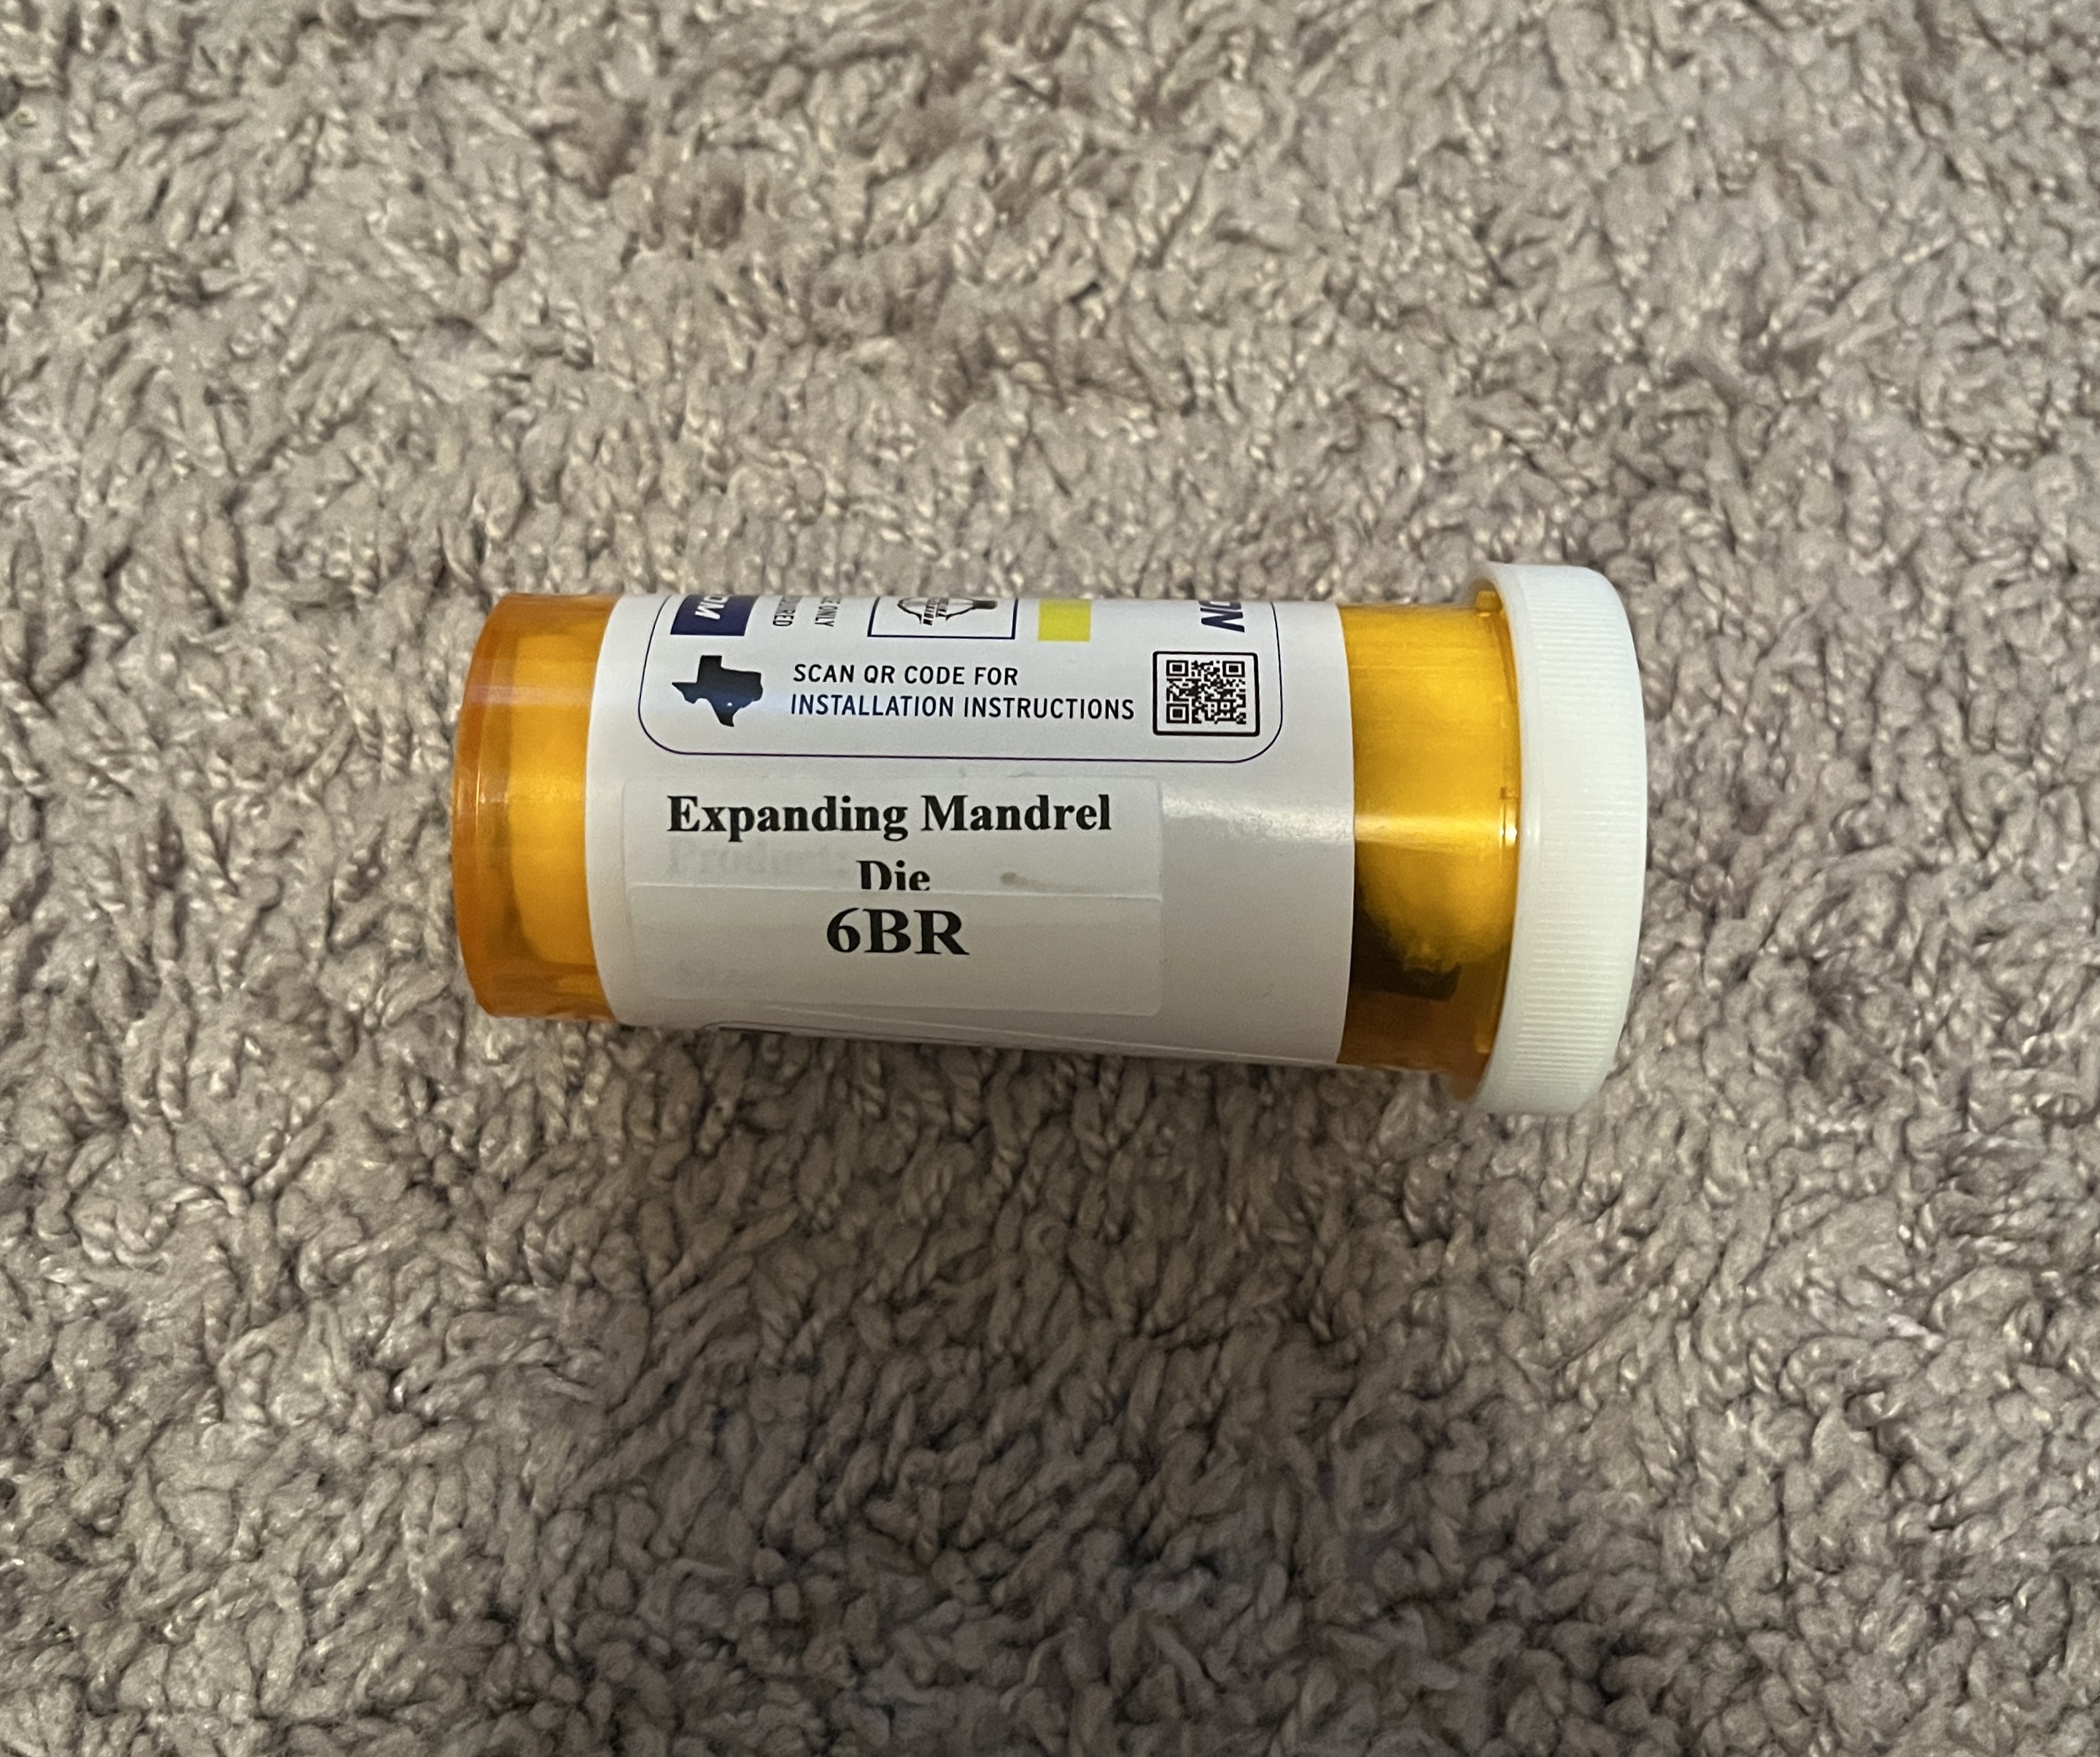 SCAN QR CODE FOR
INSTALLATION INSTRUCTIONS
Expanding Mandrel
Die
6BR